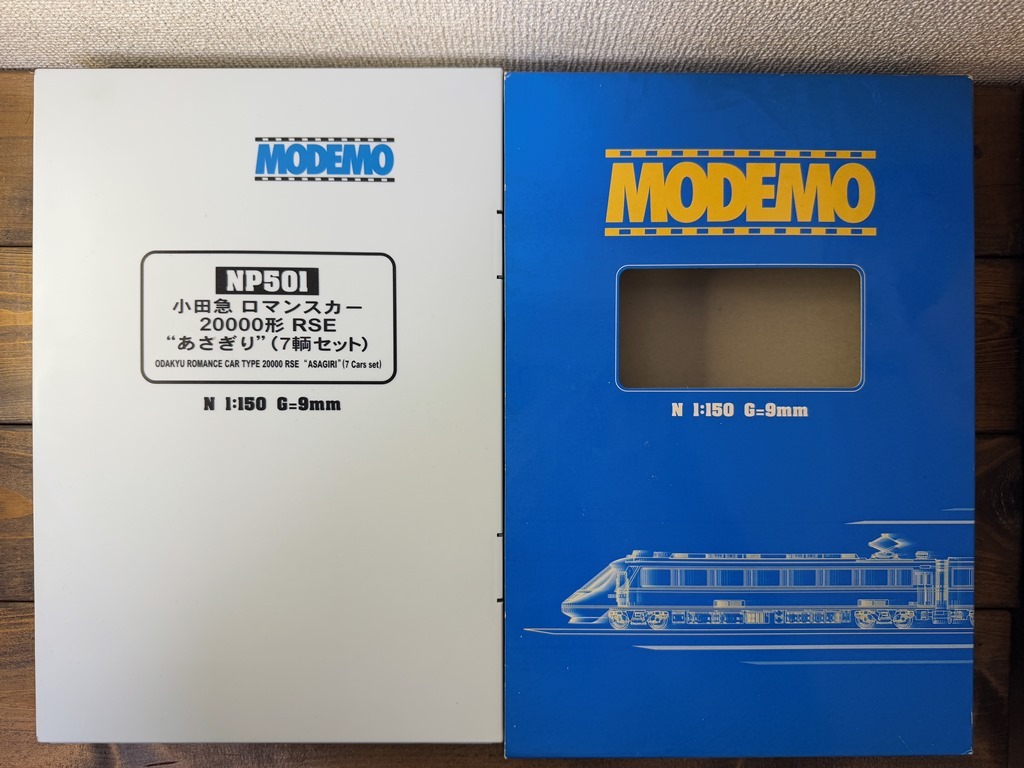 MODEMO
NP501
小田急 ロマンスカー
20000形 RSE
“あさぎり”(7輌セット)
ODAKYU ROMANCE CAR TYPE 20000 RSE “ASAGIRI”(7 Cars set)
N 1:150 G=9mm
MODEMO
N 1:150 G=9mm